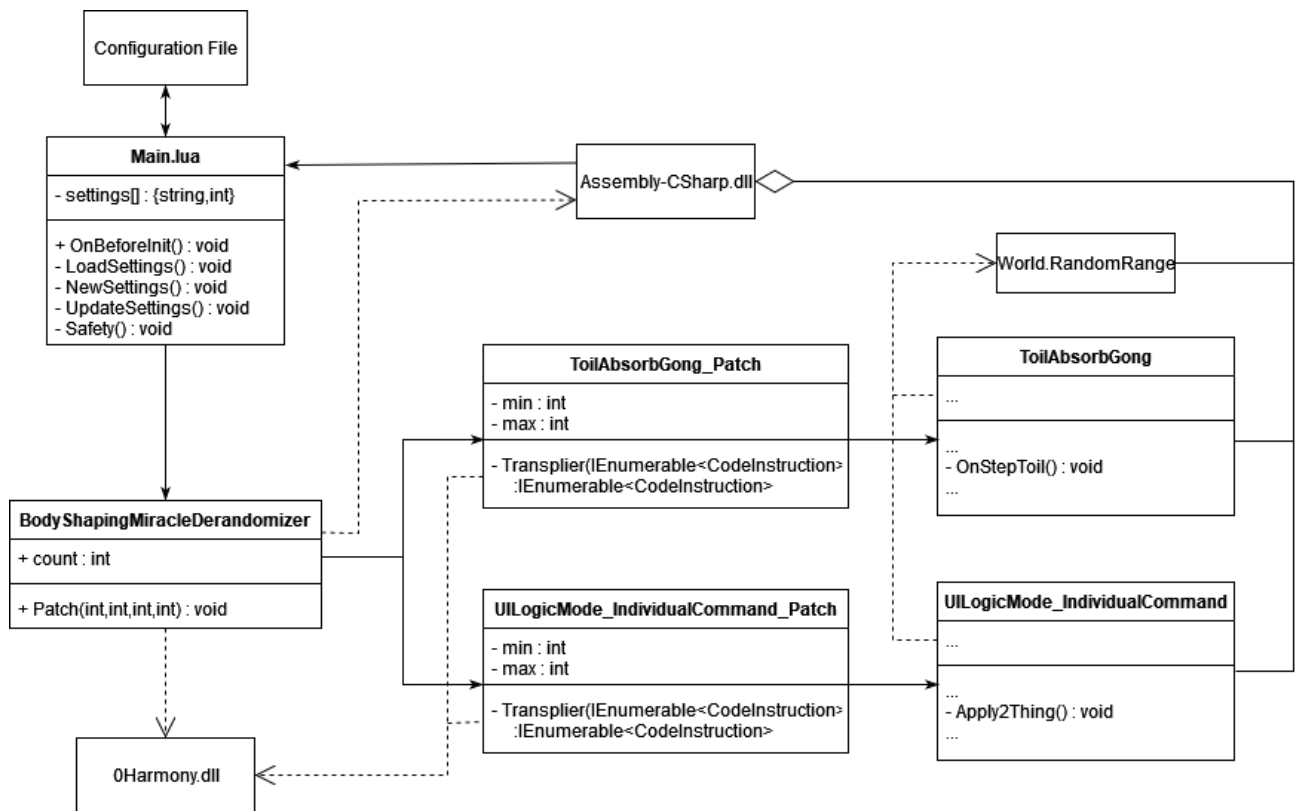 Configuration File
Main.lua
- settings[] : {string,int}
+ OnBeforeInit() : void
- LoadSettings() : void
- NewSettings() : void
- UpdateSettings() : void
- Safety() : void
Assembly-CSharp.dll
World.RandomRange
ToilAbsorbGong_Patch
- min : int
- max : int
- Transplier(IEnumerable<CodeInstruction>
:IEnumerable<CodeInstruction>
ToilAbsorbGong
...
...
- OnStepToil() : void
...
BodyShapingMiracleDerandomizer
+ count : int
+ Patch(int,int,int,int) : void
UILogicMode_IndividualCommand_Patch
- min : int
- max : int
- Transplier(IEnumerable<CodeInstruction>
:IEnumerable<CodeInstruction>
UILogicMode_IndividualCommand
...
...
- Apply2Thing() : void
...
0Harmony.dll